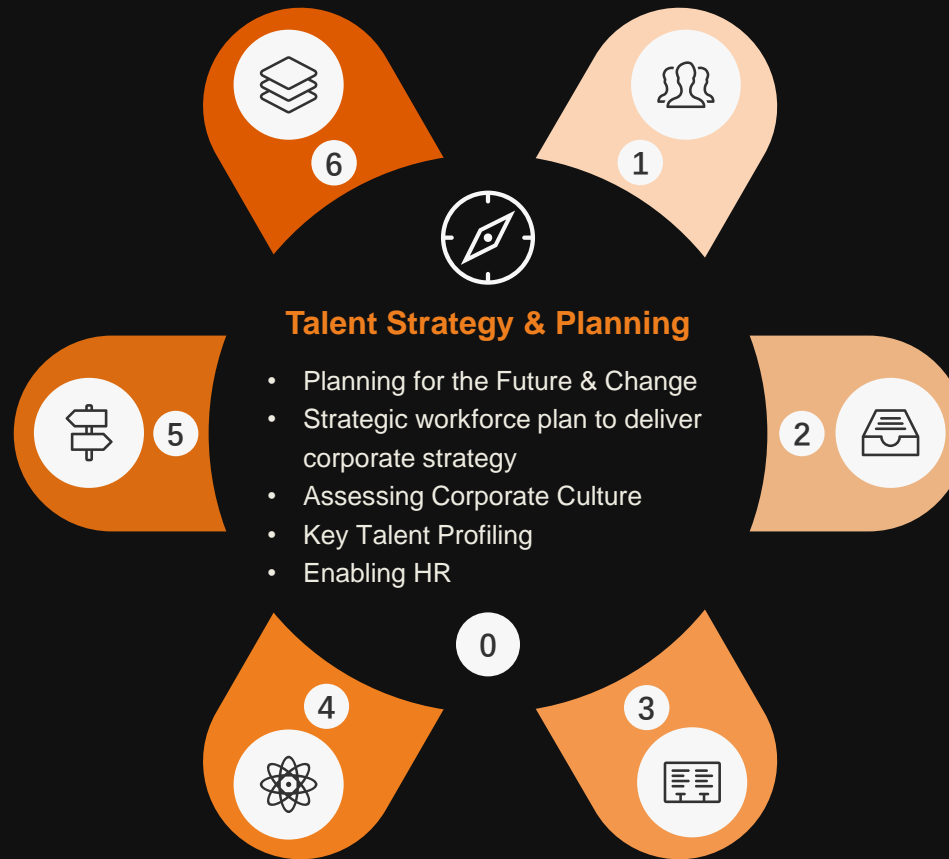 6
1
Talent Strategy & Planning
• Planning for the Future & Change
• Strategic workforce plan to deliver
corporate strategy
• Assessing Corporate Culture
• Key Talent Profiling
• Enabling HR
5
2
0
4
3